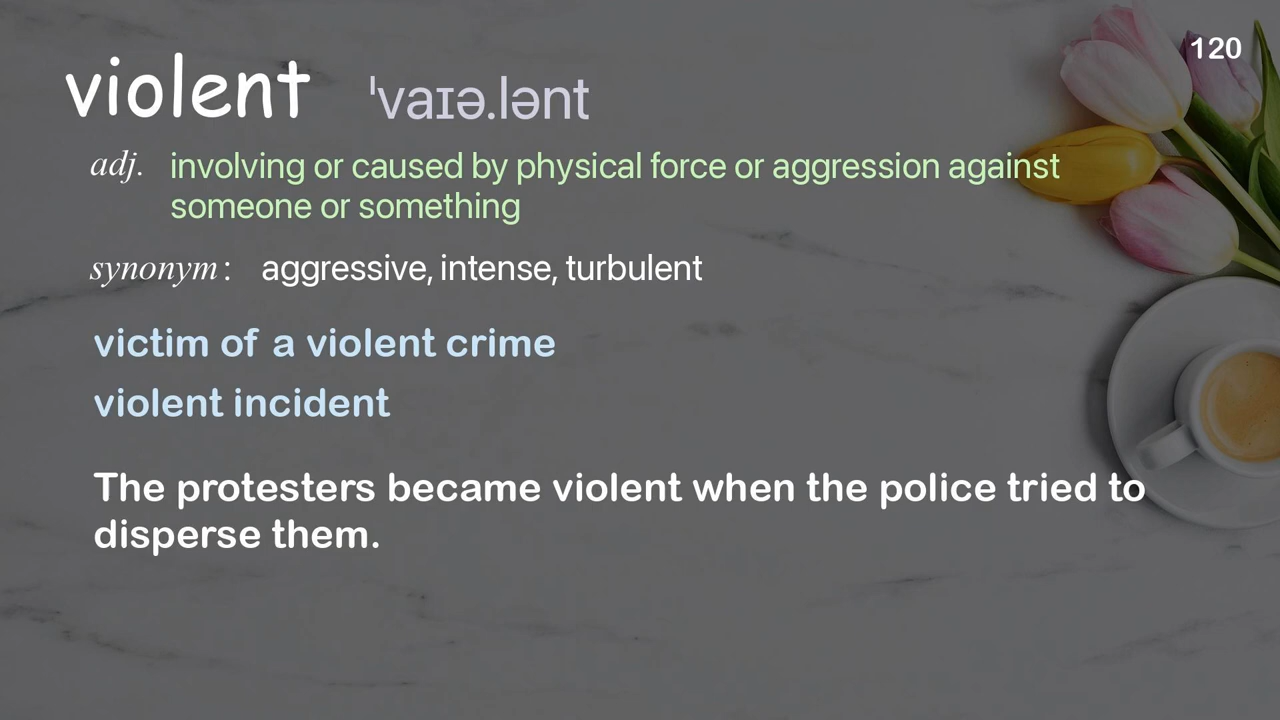 120
violent ˈvaɪə.lənt
adj. involving or caused by physical force or aggression against
someone or something
synonym : aggressive, intense, turbulent
victim of a violent crime
violent incident
The protesters became violent when the police tried to
disperse them.